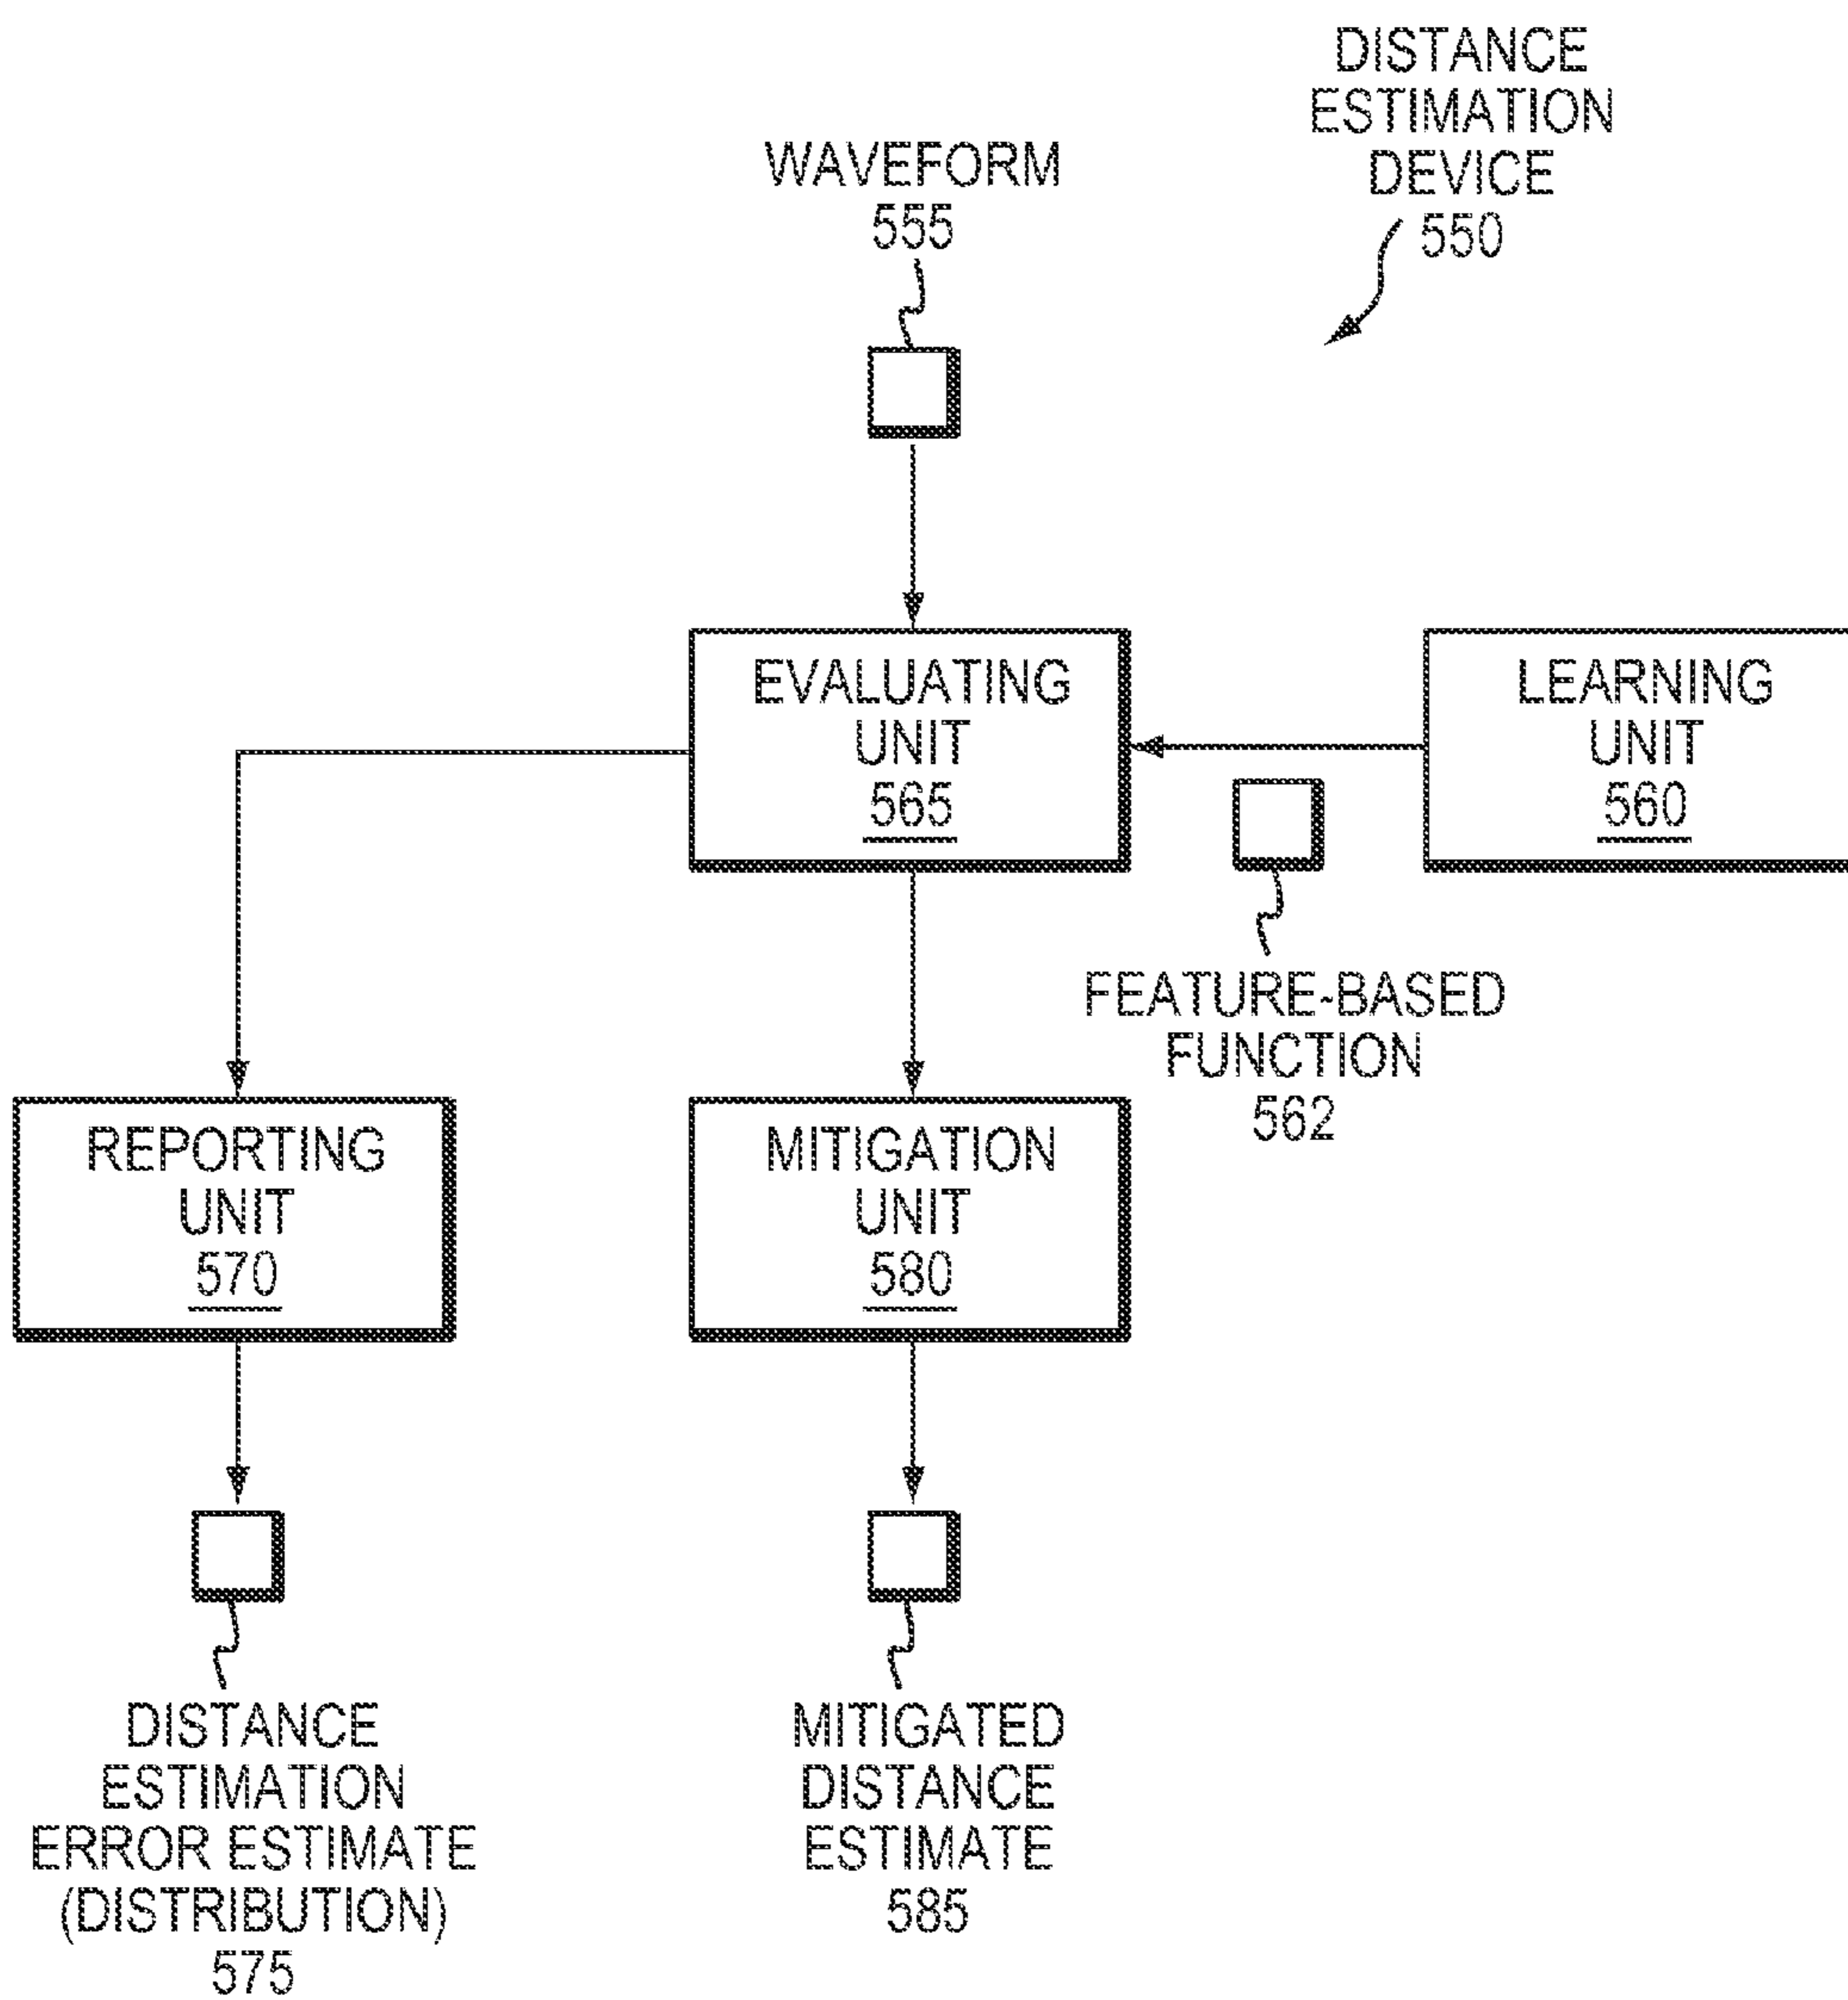 DISTANCE
ESTIMATION
DEVICE
550
WAVEFORM
555
EVALUATING
UNIT
565
LEARNING
UNIT
560
FEATURE-BASED
FUNCTION
562
REPORTING
UNIT
570
MITIGATION
UNIT
580
DISTANCE
ESTIMATION
ERROR ESTIMATE
(DISTRIBUTION)
575
MITIGATED
DISTANCE
ESTIMATE
585